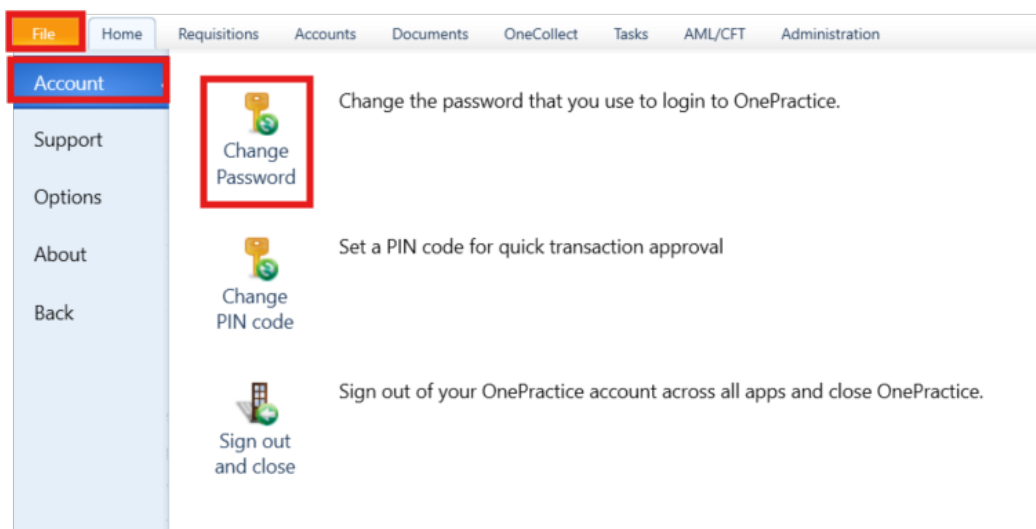 File Home Requisitions Accounts Documents OneCollect Tasks AML/CFT Administration
Account
Support
Options
About
Back
Change
Password
Change the password that you use to login to OnePractice.
Change
PIN code
Set a PIN code for quick transaction approval
Sign out
and close
Sign out of your OnePractice account across all apps and close OnePractice.